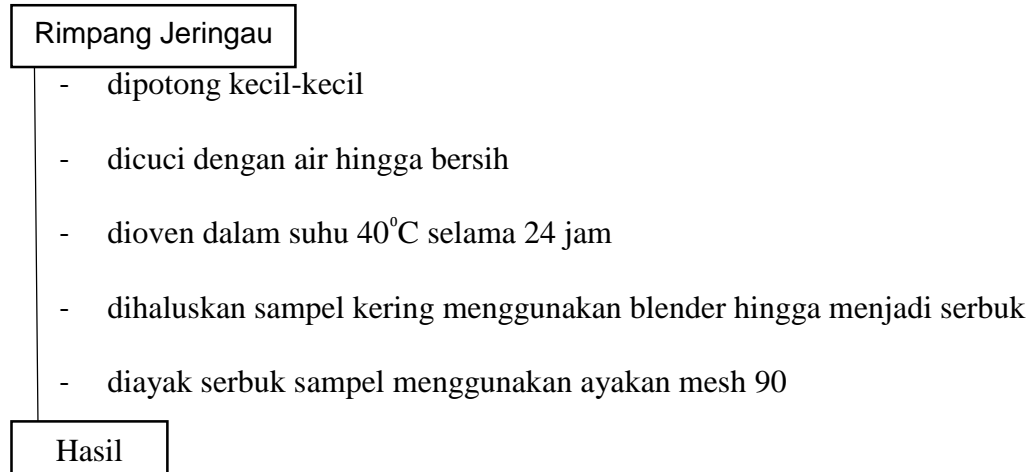 Rimpang Jeringau
- dipotong kecil-kecil
- dicuci dengan air hingga bersih
- dioven dalam suhu 40⁰C selama 24 jam
- dihaluskan sampel kering menggunakan blender hingga menjadi serbuk
- diayak serbuk sampel menggunakan ayakan mesh 90
Hasil